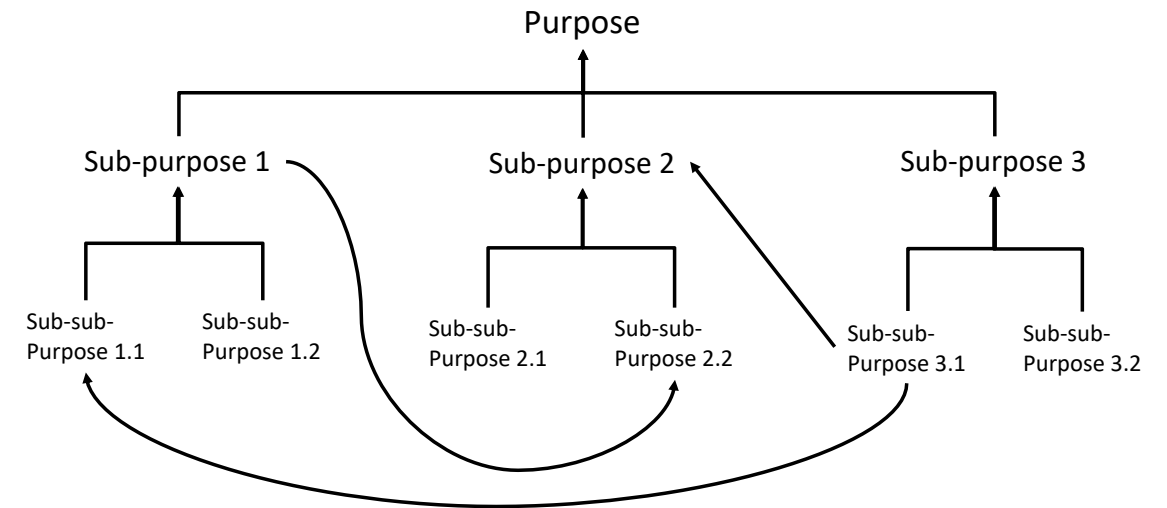 Purpose
Sub-purpose 1
Sub-purpose 2
Sub-purpose 3
Sub-sub-
Purpose 1.1
Sub-sub-
Purpose 1.2
Sub-sub-
Purpose 2.1
Sub-sub-
Purpose 2.2
Sub-sub-
Purpose 3.1
Sub-sub-
Purpose 3.2